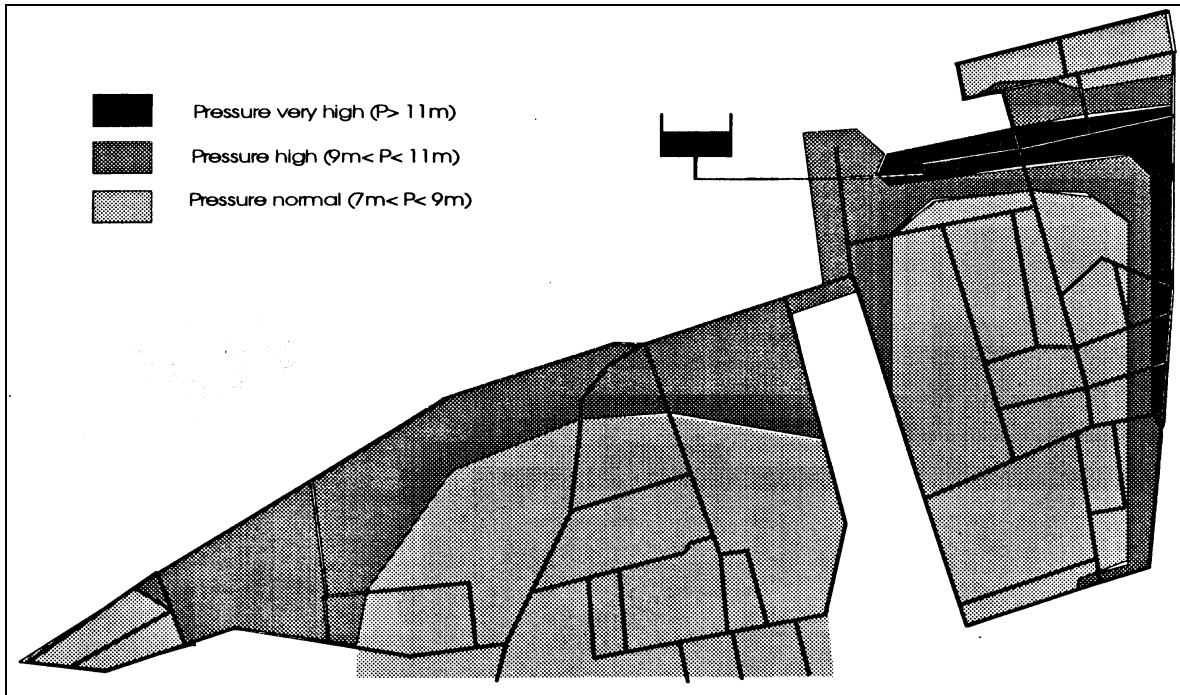 Pressure very high (P> 11m)
Pressure high (9m< P< 11m)
Pressure normal (7m< P< 9m)